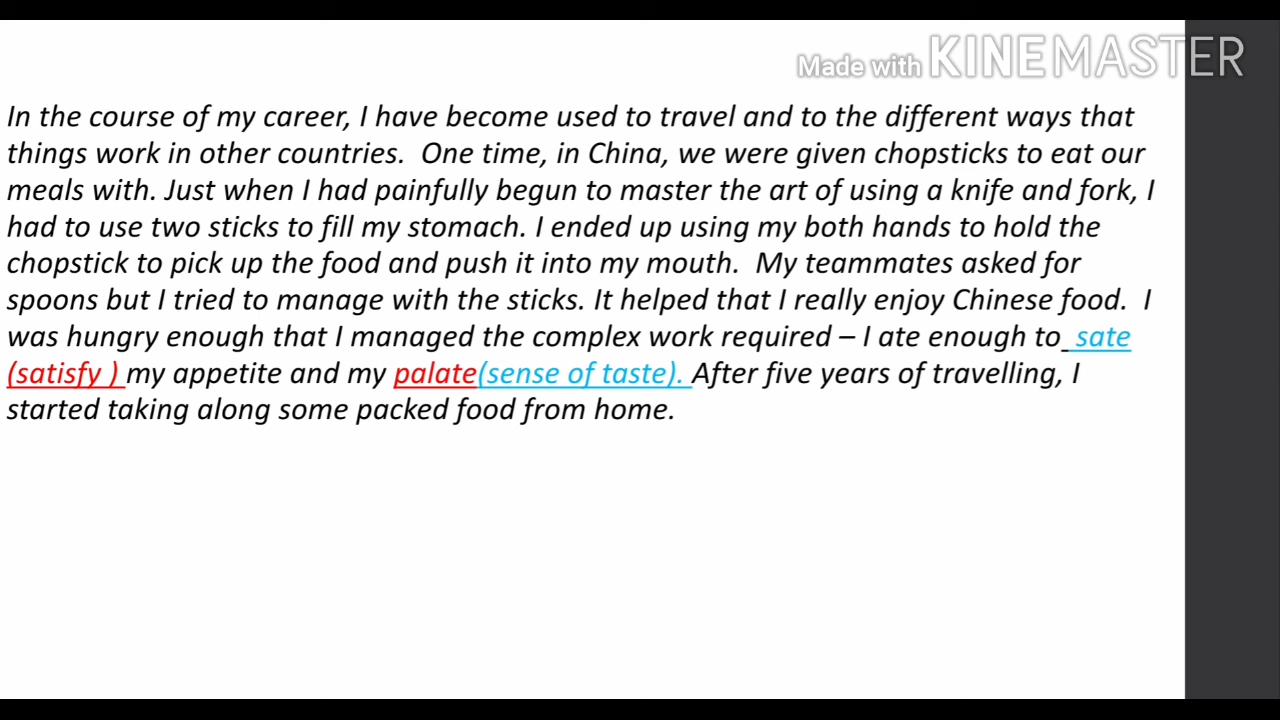 Made with KINEMASTER
In the course of my career, I have become used to travel and to the different ways that
things work in other countries.  One time, in China, we were given chopsticks to eat our
meals with. Just when I had painfully begun to master the art of using a knife and fork, I
had to use two sticks to fill my stomach. I ended up using my both hands to hold the
chopstick to pick up the food and push it into my mouth.  My teammates asked for
spoons but I tried to manage with the sticks. It helped that I really enjoy Chinese food.  I
was hungry enough that I managed the complex work required – I ate enough to  sate
(satisfy ) my appetite and my palate(sense of taste). After five years of travelling, I
started taking along some packed food from home.